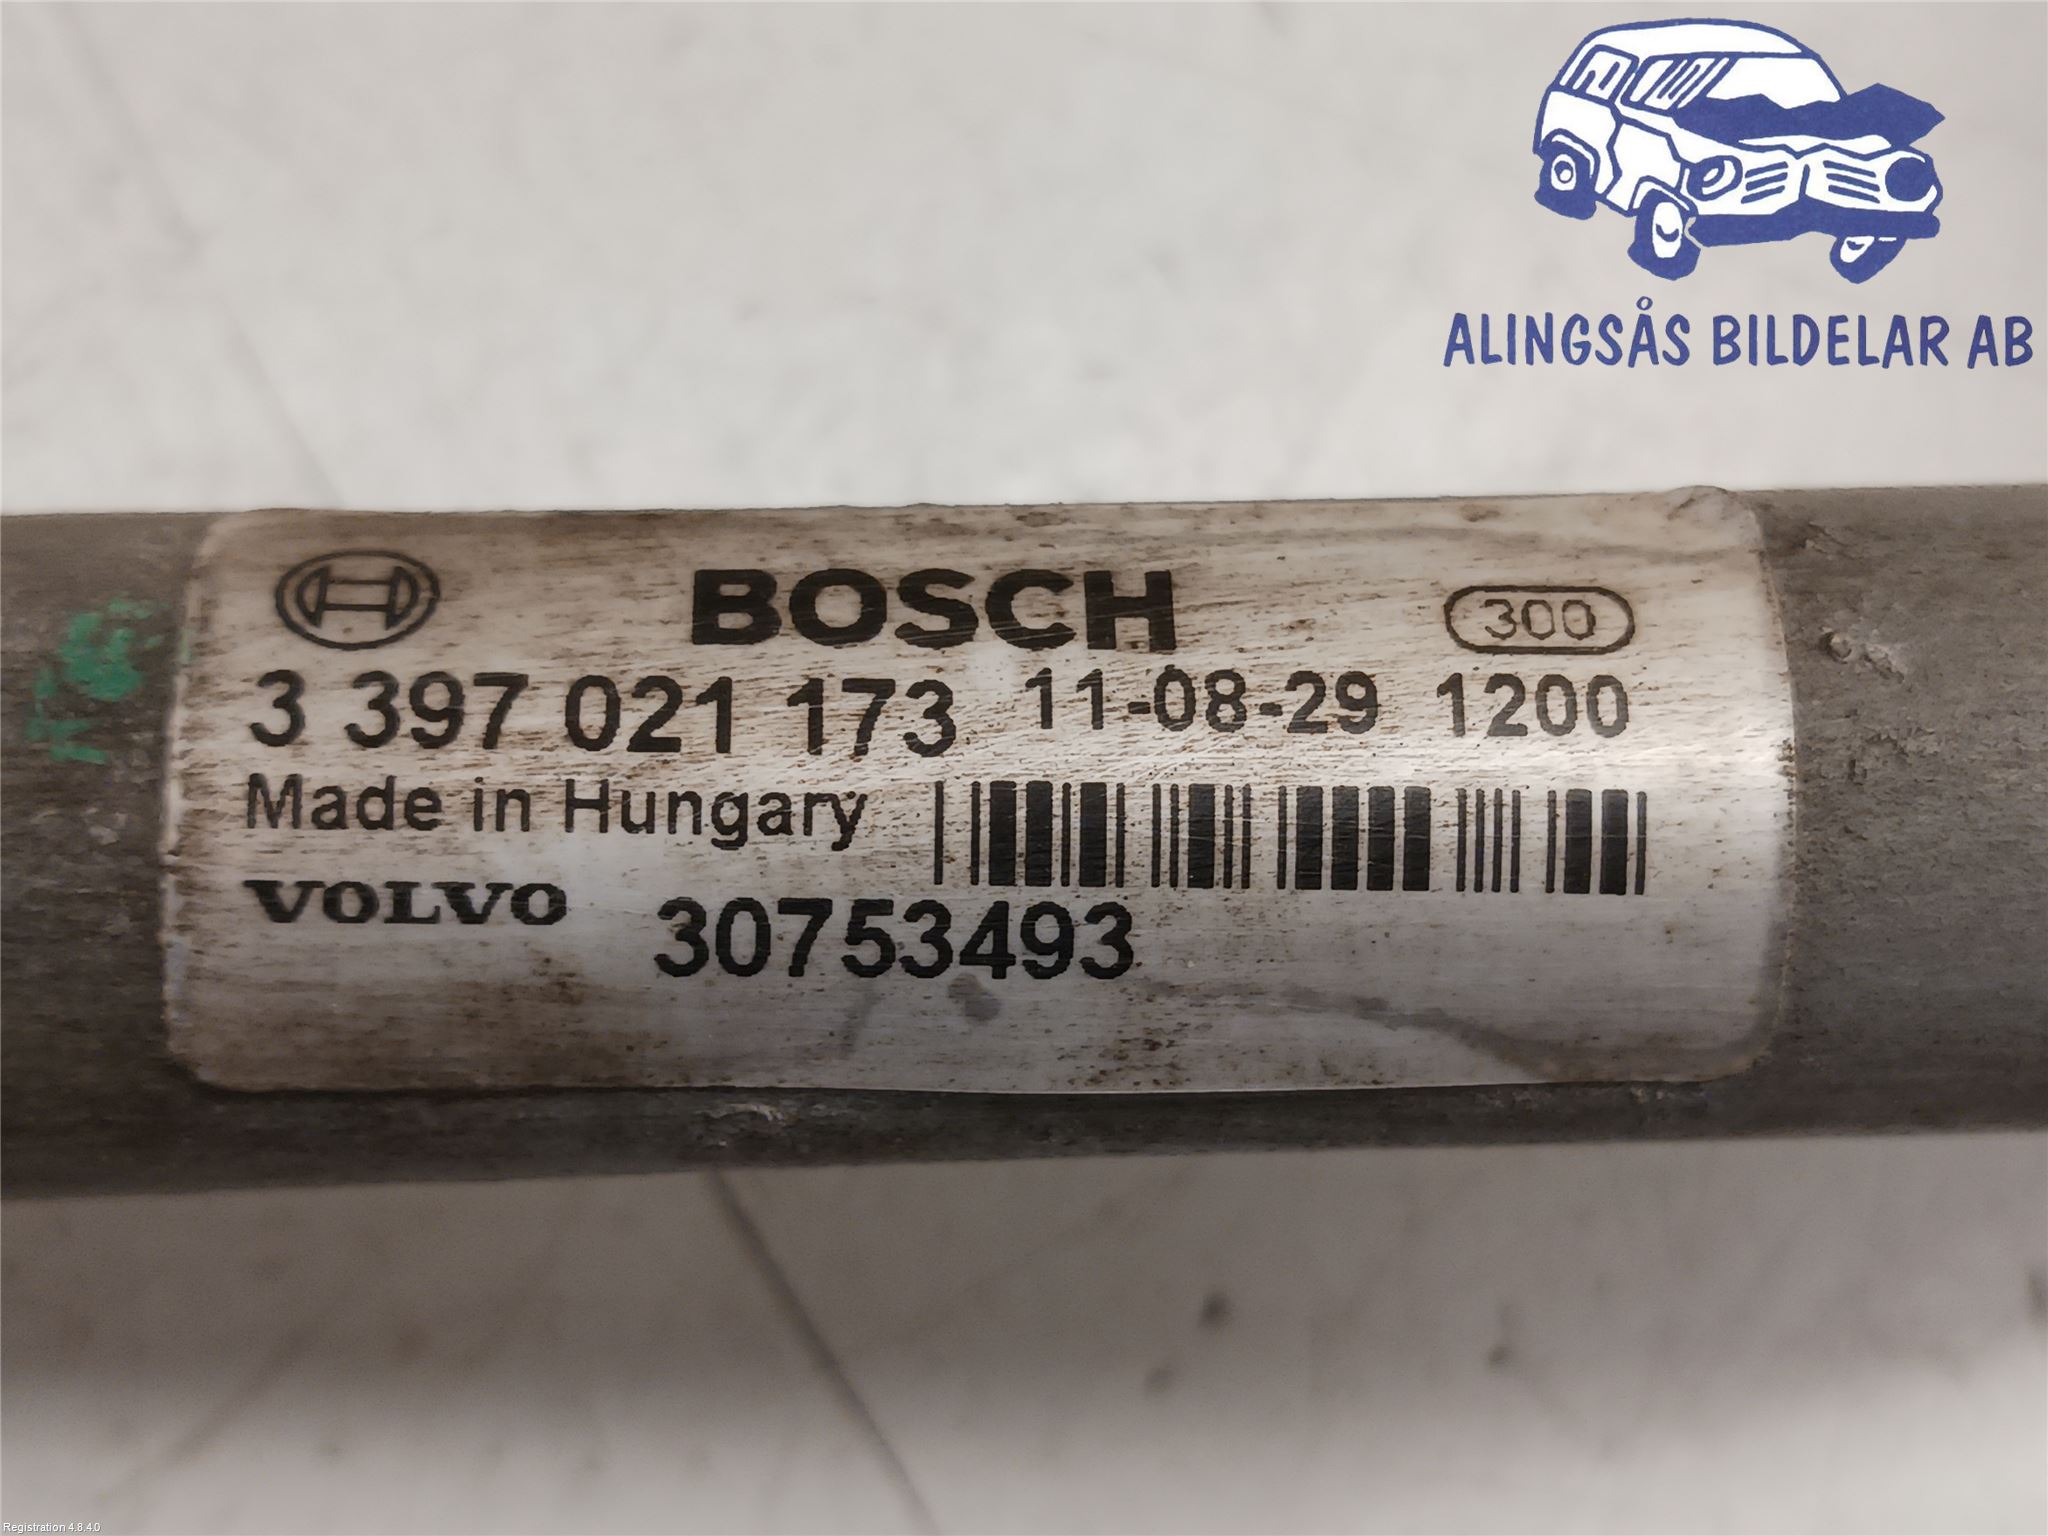 ALINGSÅS BILDELAR AB
BOSCH 300
3 397 021 173 11-08-29 1200
Made in Hungary
VOLVO 30753493
Registration 4.8.4.0